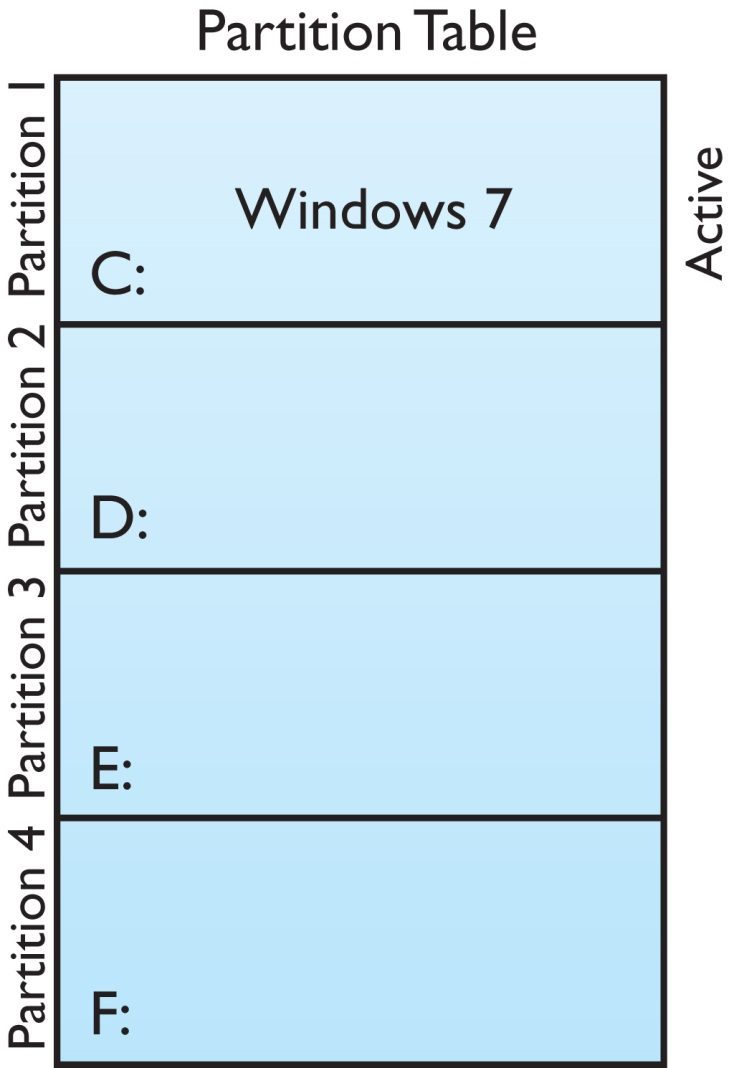 Partition Table
Partition 1
Windows 7
C:
Active
Partition 2
D:
Partition 3
E:
Partition 4
F: